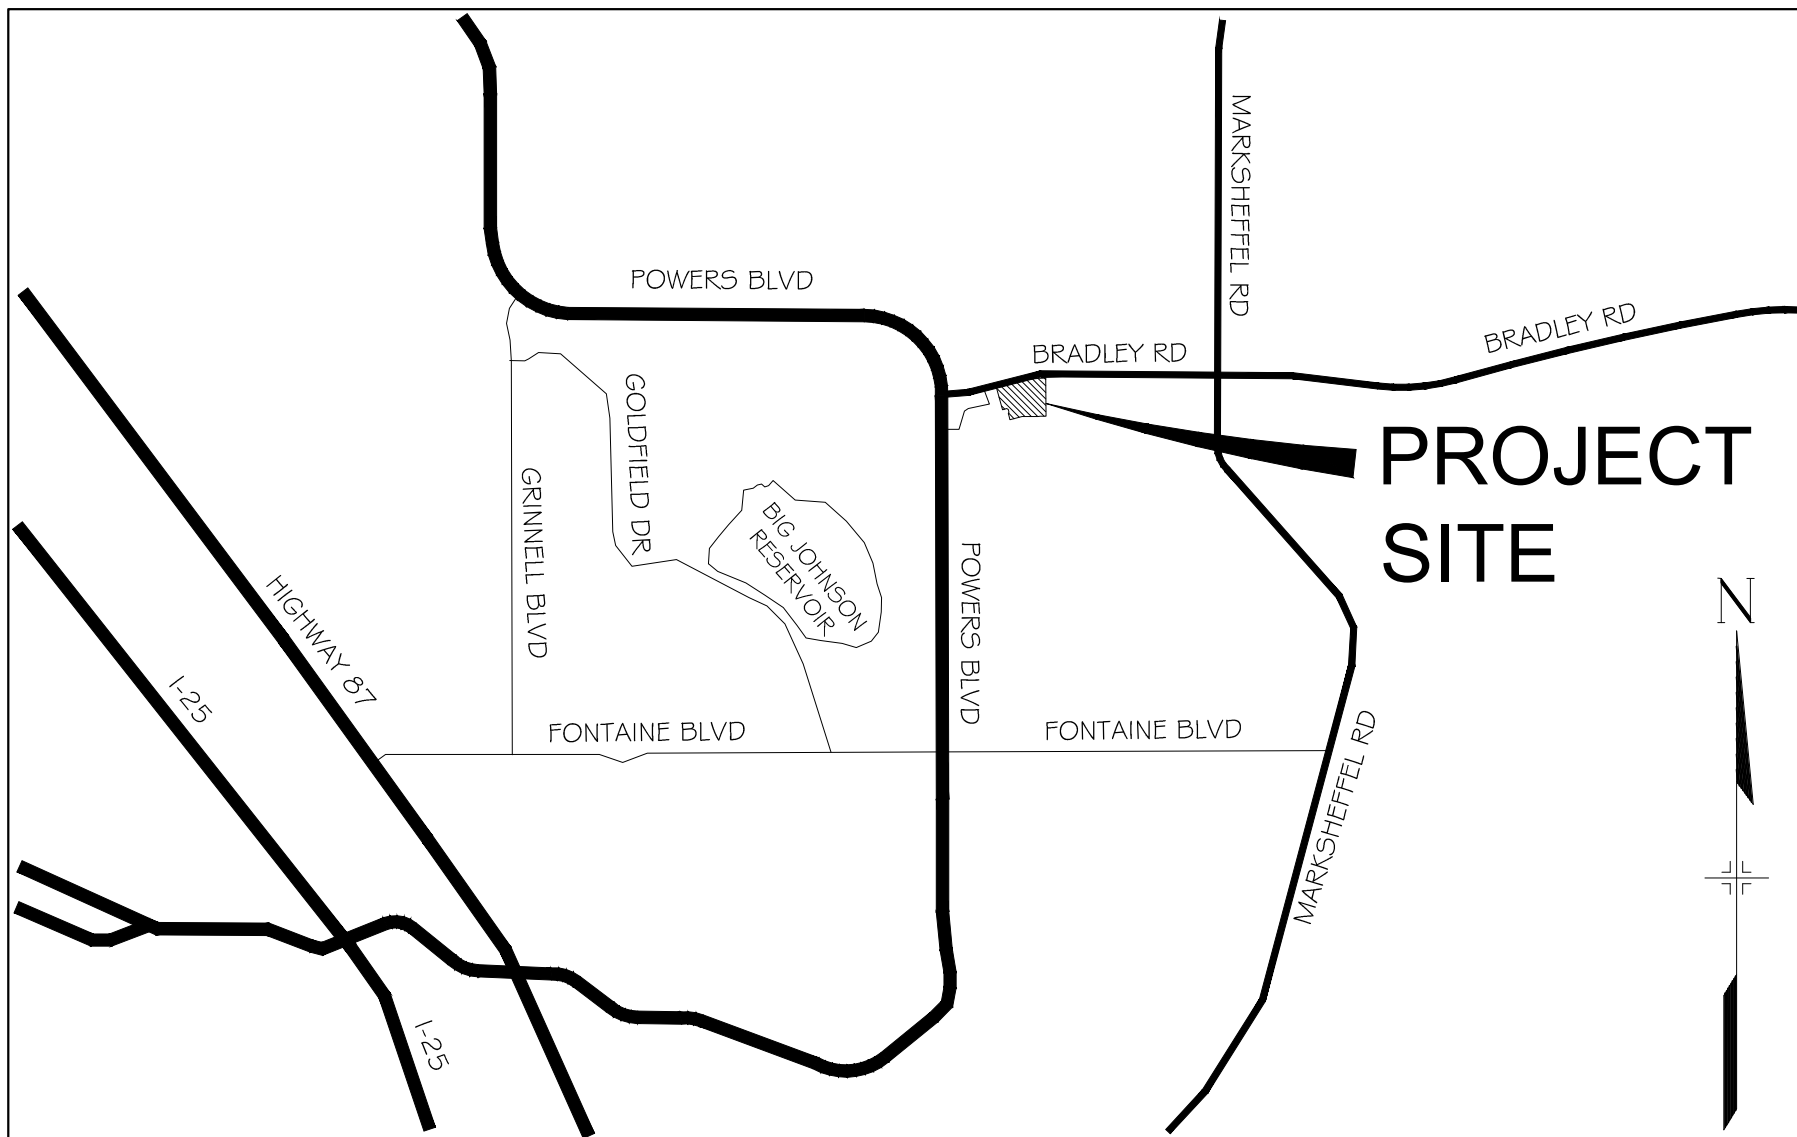 MARKSHEFFEL RD
POWERS BLVD
BRADLEY RD
BRADLEY RD
GOLDFIELD DR
PROJECT
SITE
GRINNELL BLVD
BIG JOHNSON
RESERVOIR
POWERS BLVD
N
HIGHWAY 87
I-25
FONTAINE BLVD
FONTAINE BLVD
MARKSHEFFEL RD
I-25